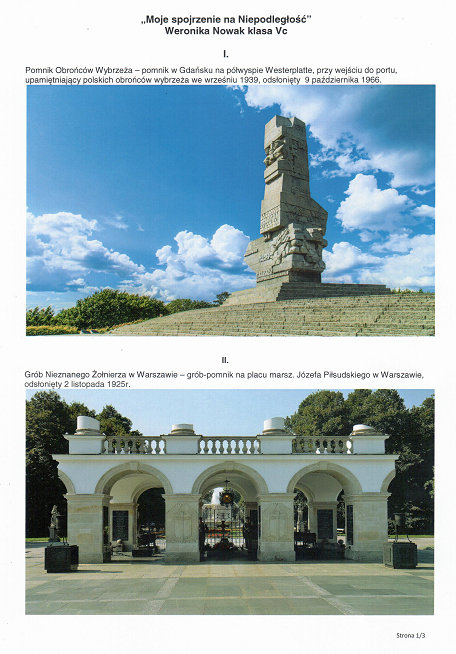 „Moje spojrzenie na Niepodległość”
Weronika Nowak klasa Vc
I.
Pomnik Obrońców Wybrzeża – pomnik w Gdańsku na półwyspie Westerplatte, przy wejściu do portu,
upamiętniający polskich obrońców wybrzeża we wrześniu 1939, odsłonięty 9 października 1966.
II.
Grób Nieznanego Żołnierza w Warszawie – grób-pomnik na placu marsz. Józefa Piłsudskiego w Warszawie,
odsłonięty 2 listopada 1925r.
Strona 1/3